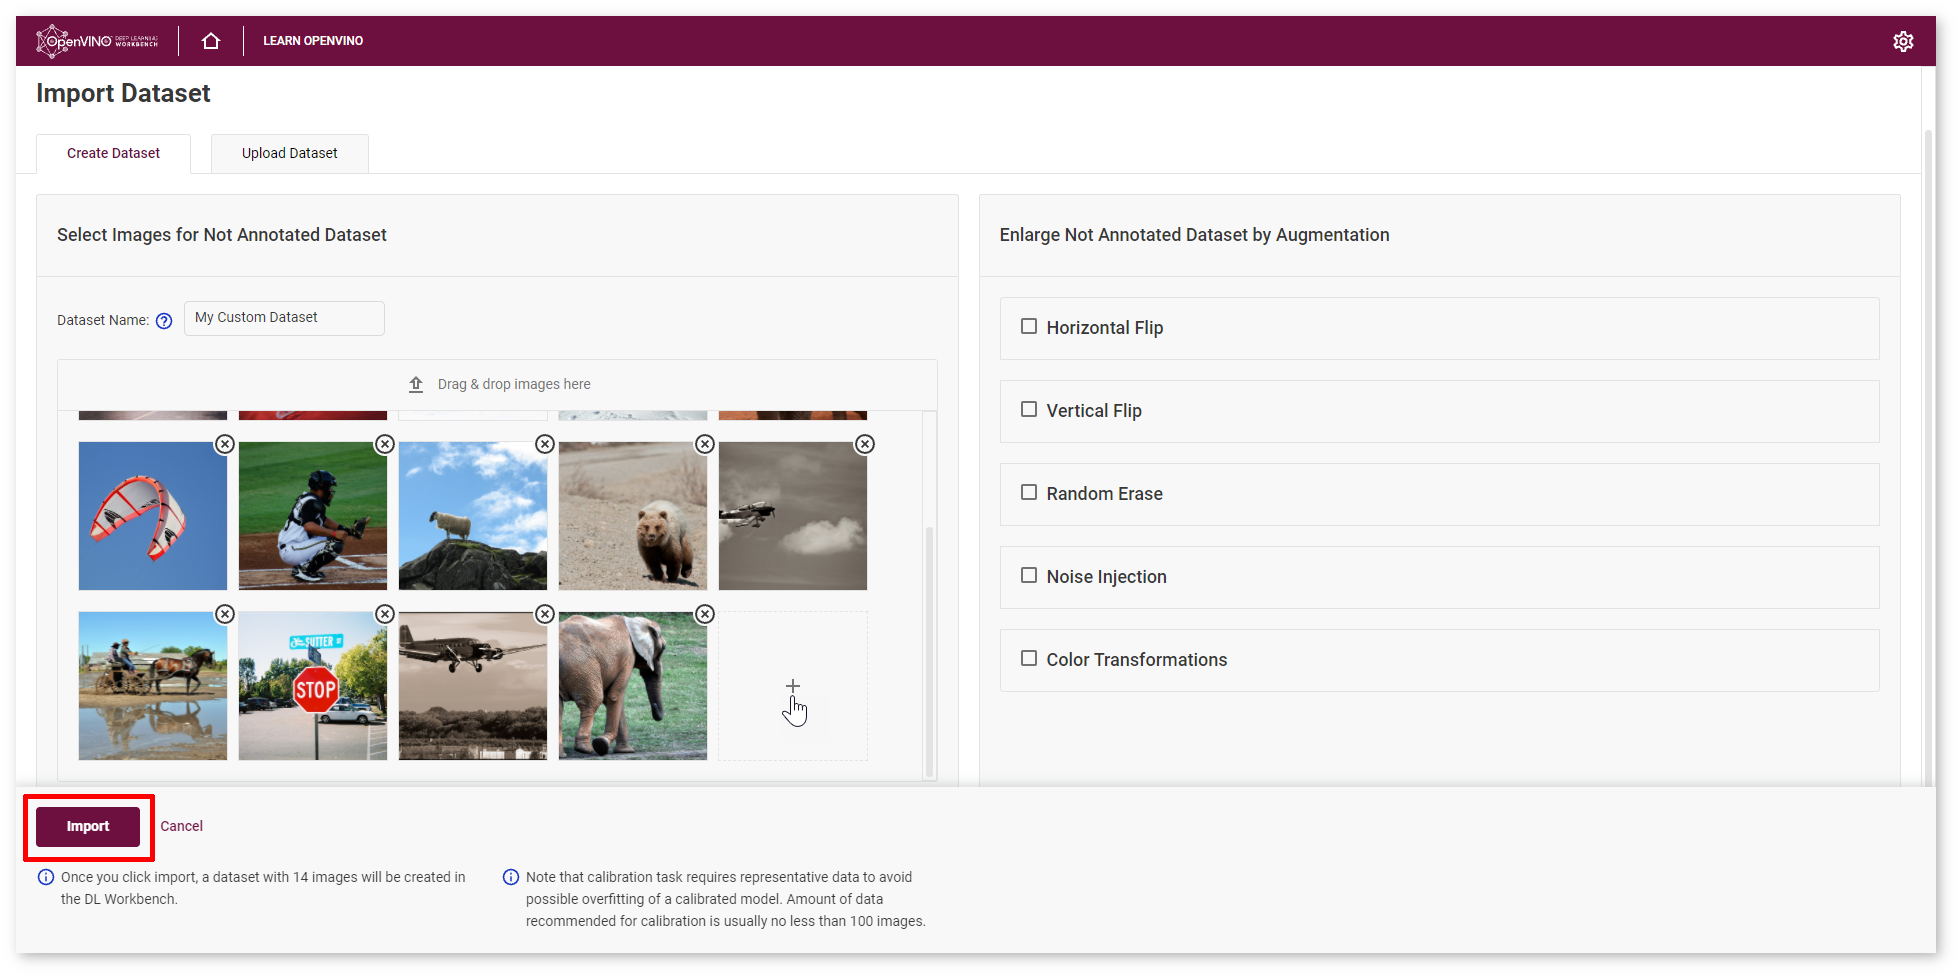 OpenVINO™ DEEP LEARNING WORKBENCH
LEARN OPENVINO
Import Dataset
Create Dataset
Upload Dataset
Select Images for Not Annotated Dataset
Dataset Name:
My Custom Dataset
Drag & drop images here
SUTTER ST
STOP
Import
Cancel
Once you click import, a dataset with 14 images will be created in
the DL Workbench.
Note that calibration task requires representative data to avoid
possible overfitting of a calibrated model. Amount of data
recommended for calibration is usually no less than 100 images.
Enlarge Not Annotated Dataset by Augmentation
Horizontal Flip
Vertical Flip
Random Erase
Noise Injection
Color Transformations